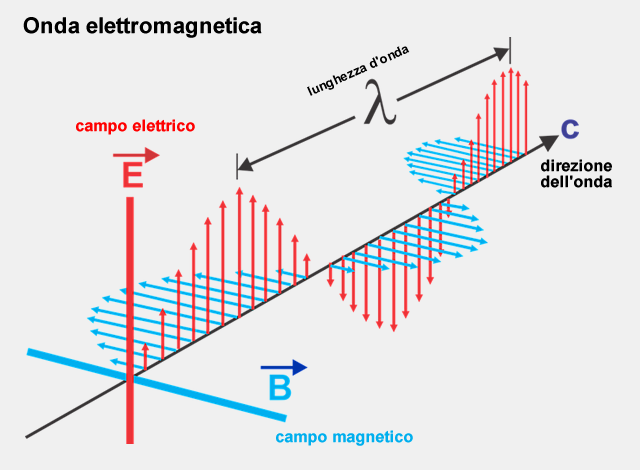 Onda elettromagnetica
lunghezza d'onda
λ
campo elettrico
E
C
direzione
dell'onda
B
campo magnetico